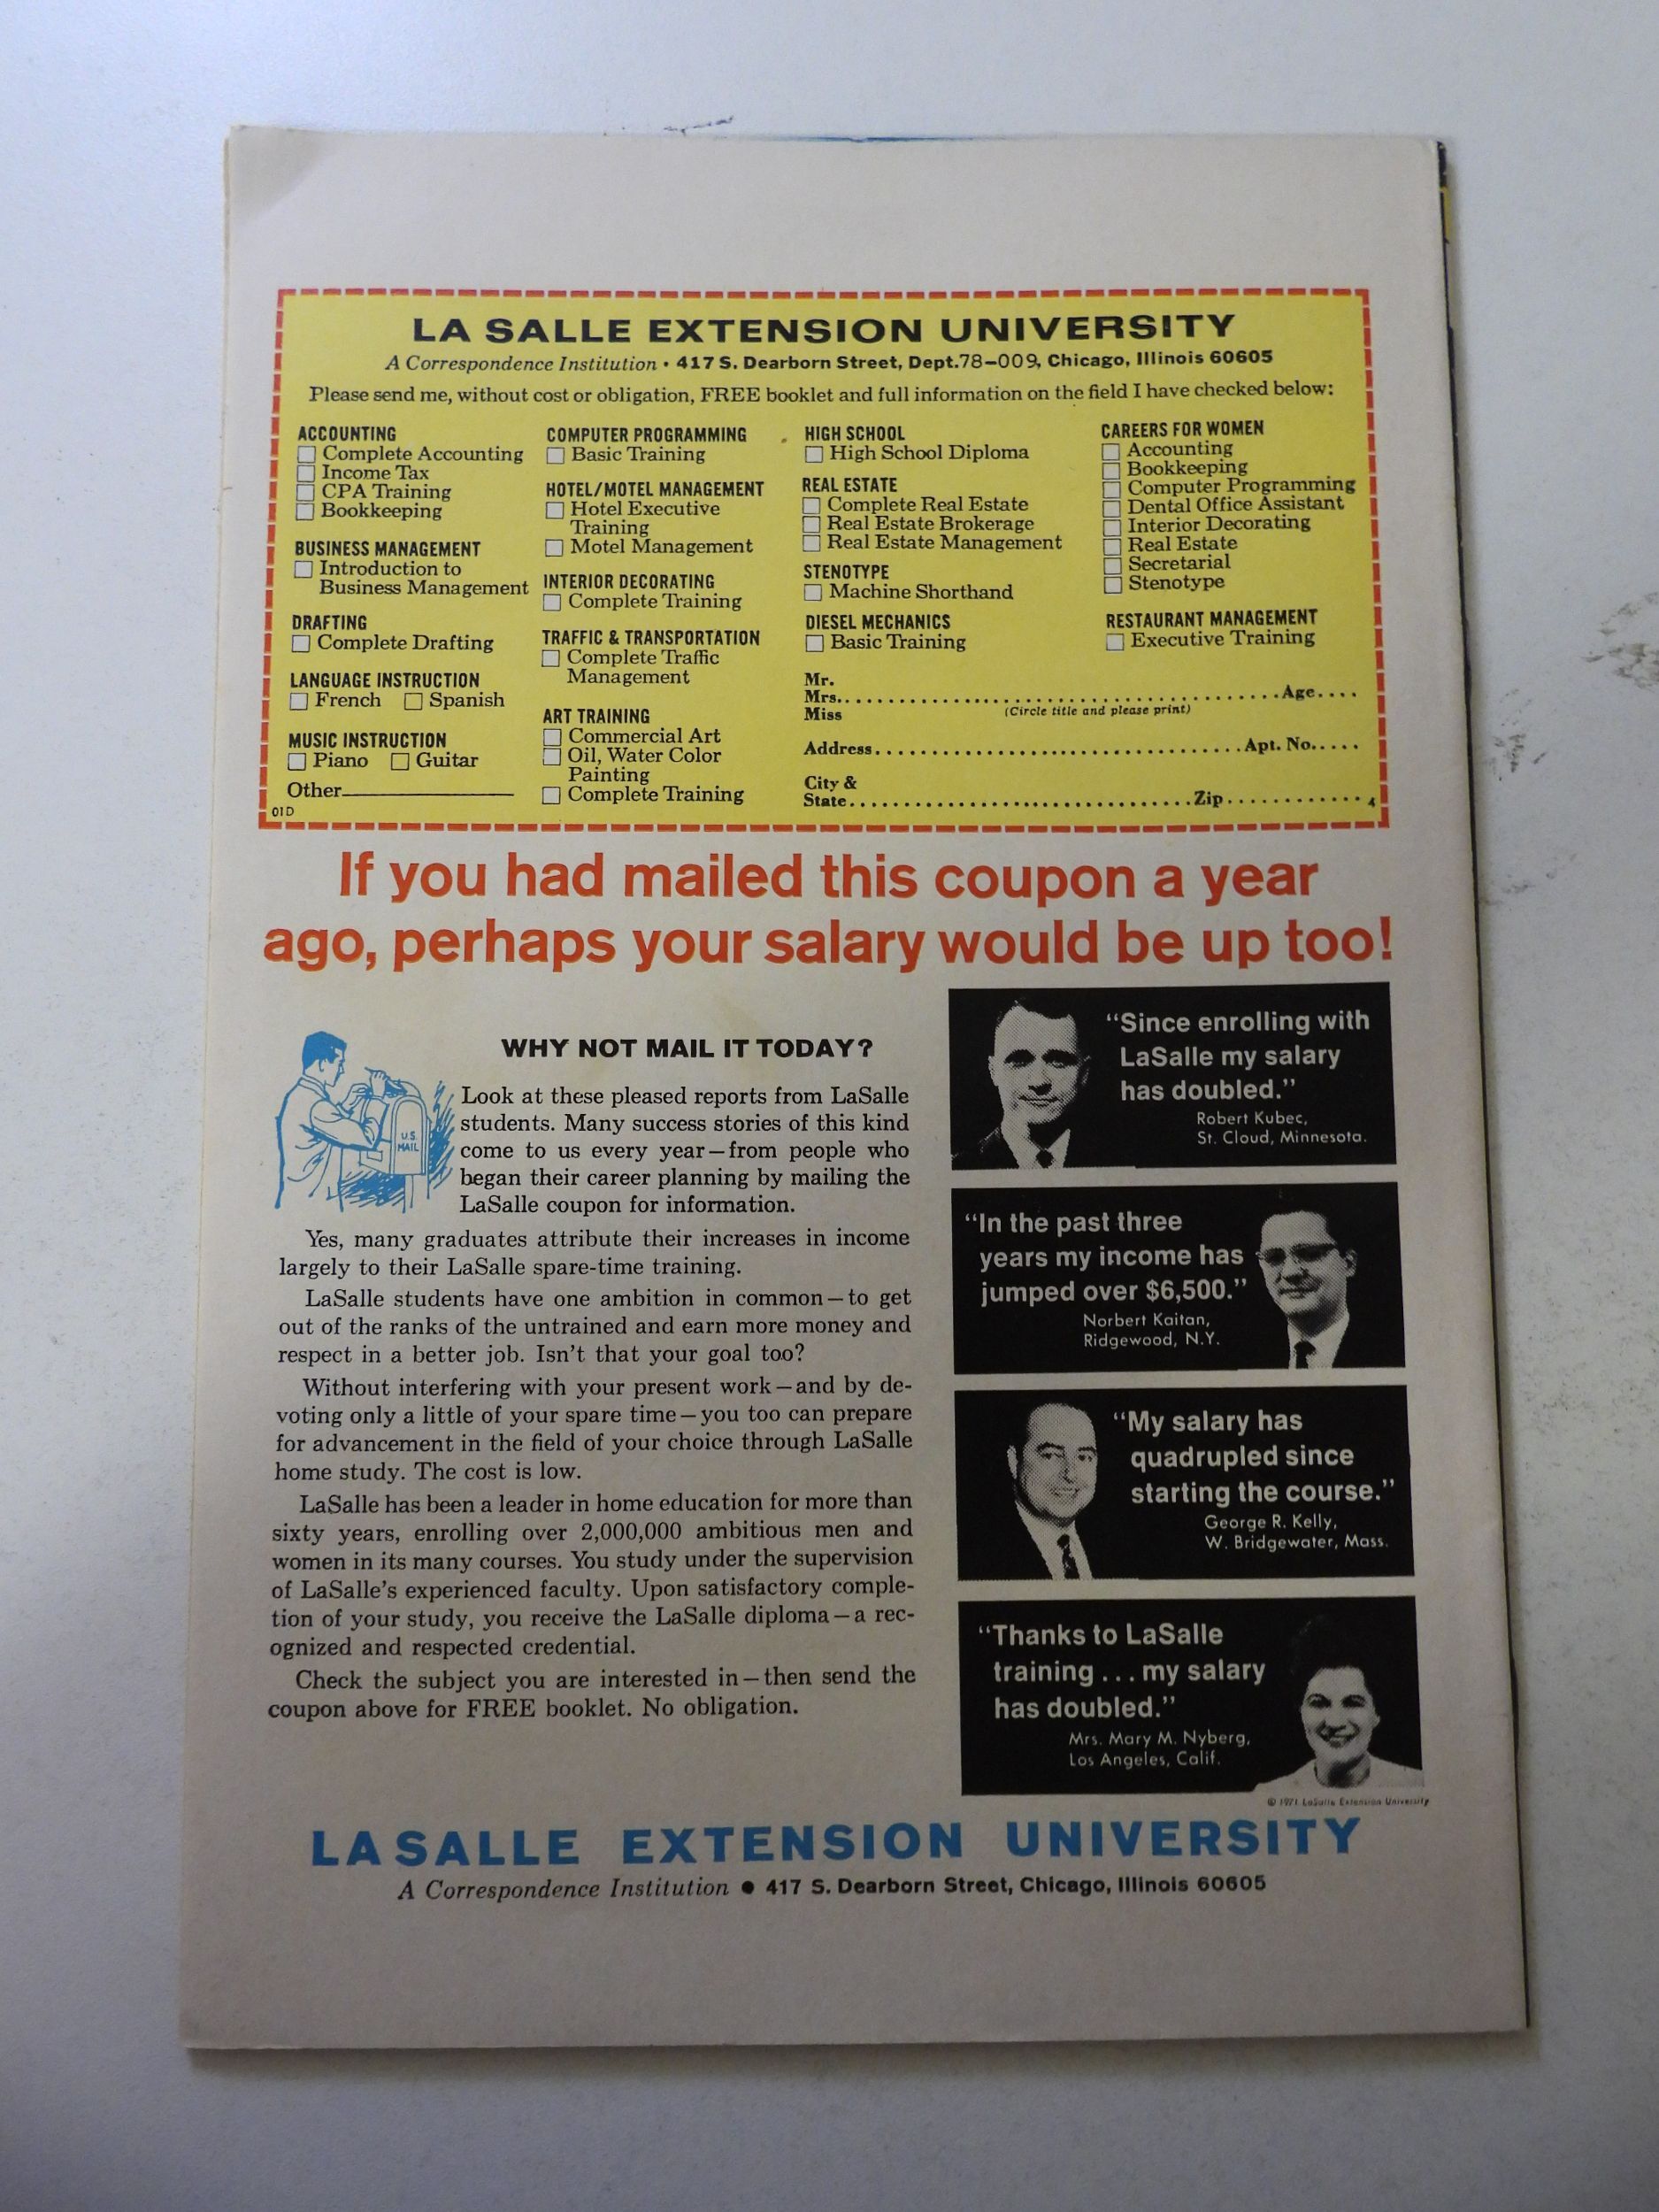 LA SALLE EXTENSION UNIVERSITY
A Correspondence Institution • 417 S. Dearborn Street, Dept.78-009, Chicago, Illinois 60605
Please send me, without cost or obligation, FREE booklet and full information on the field I have checked below:
ACCOUNTING
Complete Accounting
Income Tax
CPA Training
Bookkeeping
BUSINESS MANAGEMENT
Introduction to
Business Management
DRAFTING
Complete Drafting
LANGUAGE INSTRUCTION
French Spanish
MUSIC INSTRUCTION
Piano Guitar
Other
01D
COMPUTER PROGRAMMING
Basic Training
HOTEL/MOTEL MANAGEMENT
Hotel Executive
Training
Motel Management
INTERIOR DECORATING
Complete Training
TRAFFIC & TRANSPORTATION
Complete Traffic
Management
ART TRAINING
Commercial Art
Oil, Water Color
Painting
Complete Training
HIGH SCHOOL
High School Diploma
REAL ESTATE
Complete Real Estate
Real Estate Brokerage
Real Estate Management
STENOTYPE
Machine Shorthand
DIESEL MECHANICS
Basic Training
CAREERS FOR WOMEN
Accounting
Bookkeeping
Computer Programming
Dental Office Assistant
Interior Decorating
Real Estate
Secretarial
Stenotype
RESTAURANT MANAGEMENT
Executive Training
Mr.
Mrs. Age
Miss (Circle title and please print)
Address Apt. No.
City &
State Zip 4
If you had mailed this coupon a year
ago, perhaps your salary would be up too!
WHY NOT MAIL IT TODAY?
U.S.
MAIL
Look at these pleased reports from LaSalle
students. Many success stories of this kind
come to us every year—from people who
began their career planning by mailing the
LaSalle coupon for information.
Yes, many graduates attribute their increases in income
largely to their LaSalle spare-time training.
LaSalle students have one ambition in common—to get
out of the ranks of the untrained and earn more money and
respect in a better job. Isn't that your goal too?
Without interfering with your present work—and by de-
voting only a little of your spare time—you too can prepare
for advancement in the field of your choice through LaSalle
home study. The cost is low.
LaSalle has been a leader in home education for more than
sixty years, enrolling over 2,000,000 ambitious men and
women in its many courses. You study under the supervision
of LaSalle's experienced faculty. Upon satisfactory comple-
tion of your study, you receive the LaSalle diploma—a rec-
ognized and respected credential.
Check the subject you are interested in—then send the
coupon above for FREE booklet. No obligation.
"Since enrolling with
LaSalle my salary
has doubled."
Robert Kubec,
St. Cloud, Minnesota.
"In the past three
years my income has
jumped over $6,500."
Norbert Kaitan,
Ridgewood, N.Y.
"My salary has
quadrupled since
starting the course."
George R. Kelly,
W. Bridgewater, Mass.
"Thanks to LaSalle
training . . . my salary
has doubled."
Mrs. Mary M. Nyberg,
Los Angeles, Calif.
© 1971 LaSalle Extension University
LASALLE EXTENSION UNIVERSITY
A Correspondence Institution • 417 S. Dearborn Street, Chicago, Illinois 60605